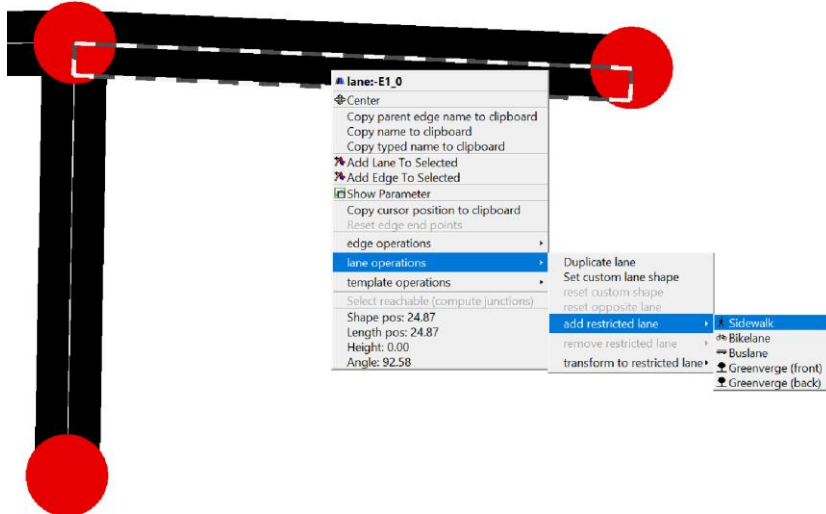 lane:-E1_0
Center
Copy parent edge name to clipboard
Copy name to clipboard
Copy typed name to clipboard
Add Lane To Selected
Add Edge To Selected
Show Parameter
Copy cursor position to clipboard
Reset edge end points
edge operations
lane operations
template operations
Select reachable (compute junctions)
Shape pos: 24.87
Length pos: 24.87
Height: 0.00
Angle: 92.58
Duplicate lane
Set custom lane shape
reset custom shape
reset opposite lane
add restricted lane
remove restricted lane
transform to restricted lane
Sidewalk
Bikelane
Buslane
Greenverge (front)
Greenverge (back)